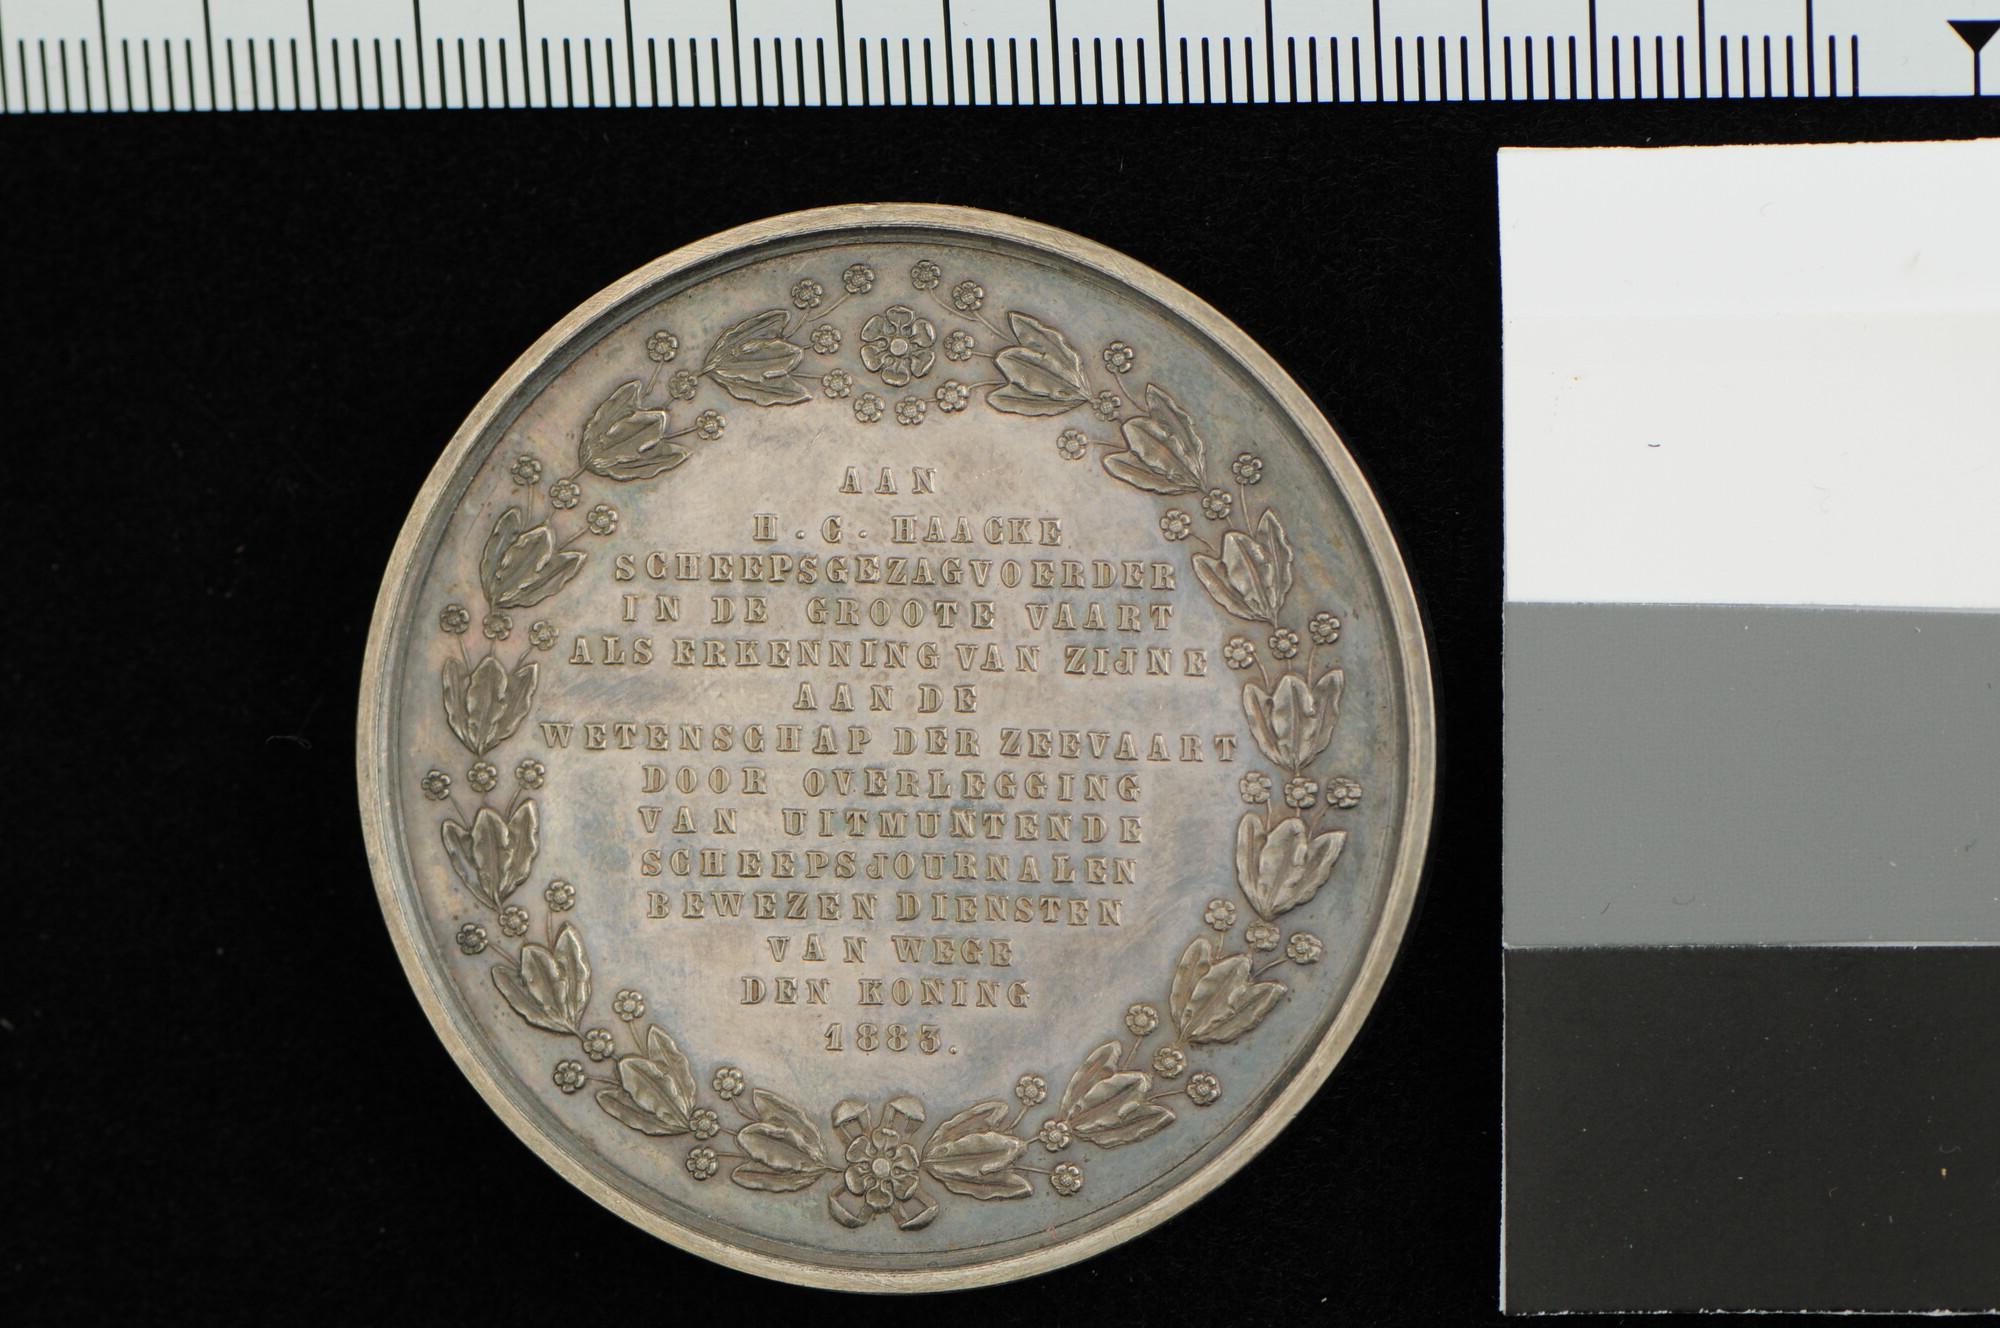 AAN
H. C. HAACKE
SCHEEPSGEZAGVOERDER
IN DE GROOTE VAART
ALS ERKENNING VAN ZIJNE
AAN DE
WETENSCHAP DER ZEEVAART
DOOR OVERLEGGING
VAN UITMUNTENDE
SCHEEPSJOURNALEN
BEWEZEN DIENSTEN
VAN WEGE
DEN KONING
1883.